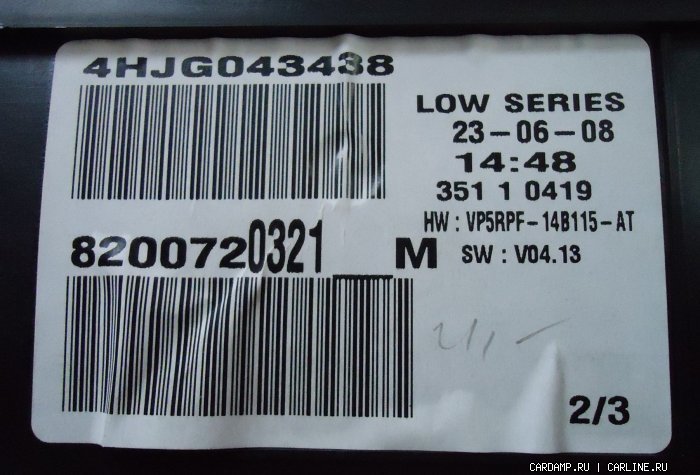 4HJG043438
LOW SERIES
23-06-08
14:48
351 1 0419
HW : VP5RPF-14B115-AT
8200720321__M
SW : V04.13
2/3
CARDAMP.RU | CARLINE.RU